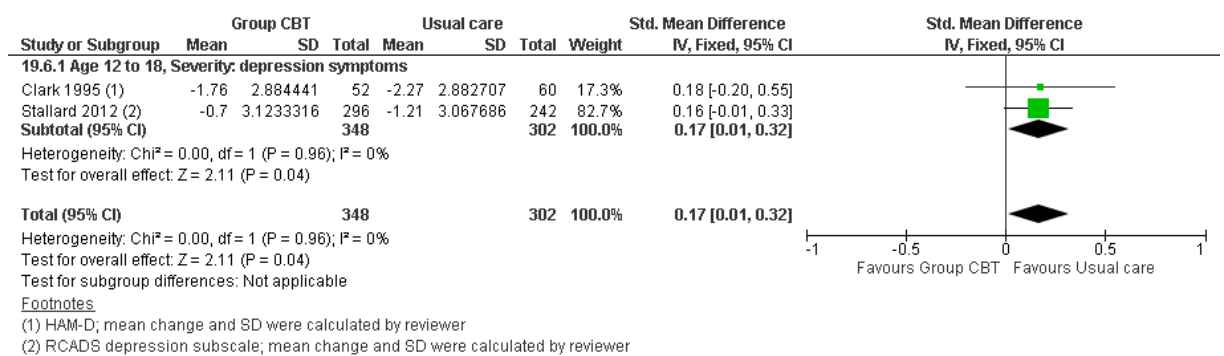 Group CBT Usual care Std. Mean Difference Std. Mean Difference
Study or Subgroup Mean SD Total Mean SD Total Weight IV, Fixed, 95% CI IV, Fixed, 95% CI
19.6.1 Age 12 to 18, Severity: depression symptoms
Clark 1995 (1) -1.76 2.884441 52 -2.27 2.882707 60 17.3% 0.18 [-0.20, 0.55]
Stallard 2012 (2) -0.7 3.1233316 296 -1.21 3.067686 242 82.7% 0.16 [-0.01, 0.33]
Subtotal (95% CI) 348 302 100.0% 0.17 [0.01, 0.32]
Heterogeneity: Chi² = 0.00, df = 1 (P = 0.96); I² = 0%
Test for overall effect: Z = 2.11 (P = 0.04)
Total (95% CI) 348 302 100.0% 0.17 [0.01, 0.32]
Heterogeneity: Chi² = 0.00, df = 1 (P = 0.96); I² = 0%
Test for overall effect: Z = 2.11 (P = 0.04)
Test for subgroup differences: Not applicable
-1 -0.5 0 0.5 1
Favours Group CBT Favours Usual care
Footnotes
(1) HAM-D; mean change and SD were calculated by reviewer
(2) RCADS depression subscale; mean change and SD were calculated by reviewer